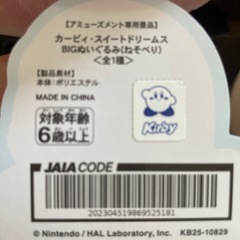 【アミューズメント専用景品】
カービィ・スイートドリームス
BIGぬいぐるみ(ねそべり)
<全1種>
【製品素材】
本体：ポリエステル
MADE IN CHINA
対象年齢
6歳以上
Kirby
JAIA CODE
202304519869525181
© Nintendo / HAL Laboratory, Inc.
KB25-10829